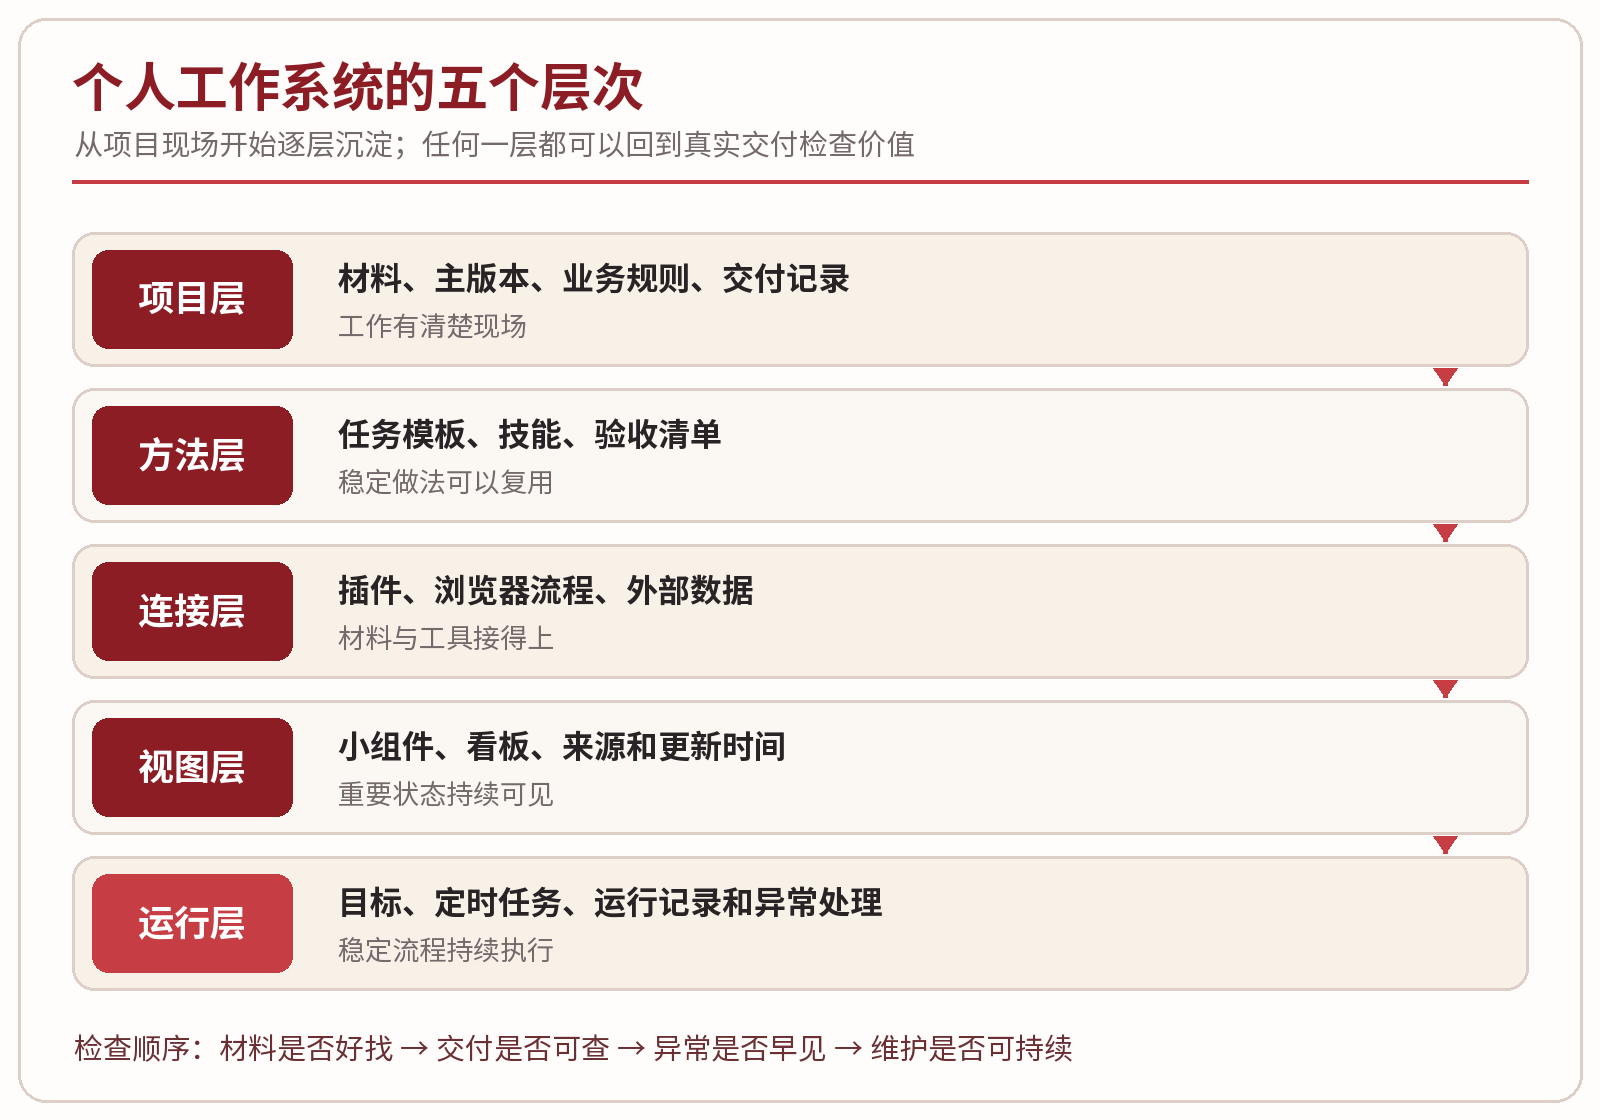 个人工作系统的五个层次
从项目现场开始逐层沉淀；任何一层都可以回到真实交付检查价值
项目层
材料、主版本、业务规则、交付记录
工作有清楚现场
方法层
任务模板、技能、验收清单
稳定做法可以复用
连接层
插件、浏览器流程、外部数据
材料与工具接得上
视图层
小组件、看板、来源和更新时间
重要状态持续可见
运行层
目标、定时任务、运行记录和异常处理
稳定流程持续执行
检查顺序：材料是否好找 → 交付是否可查 → 异常是否早见 → 维护是否可持续